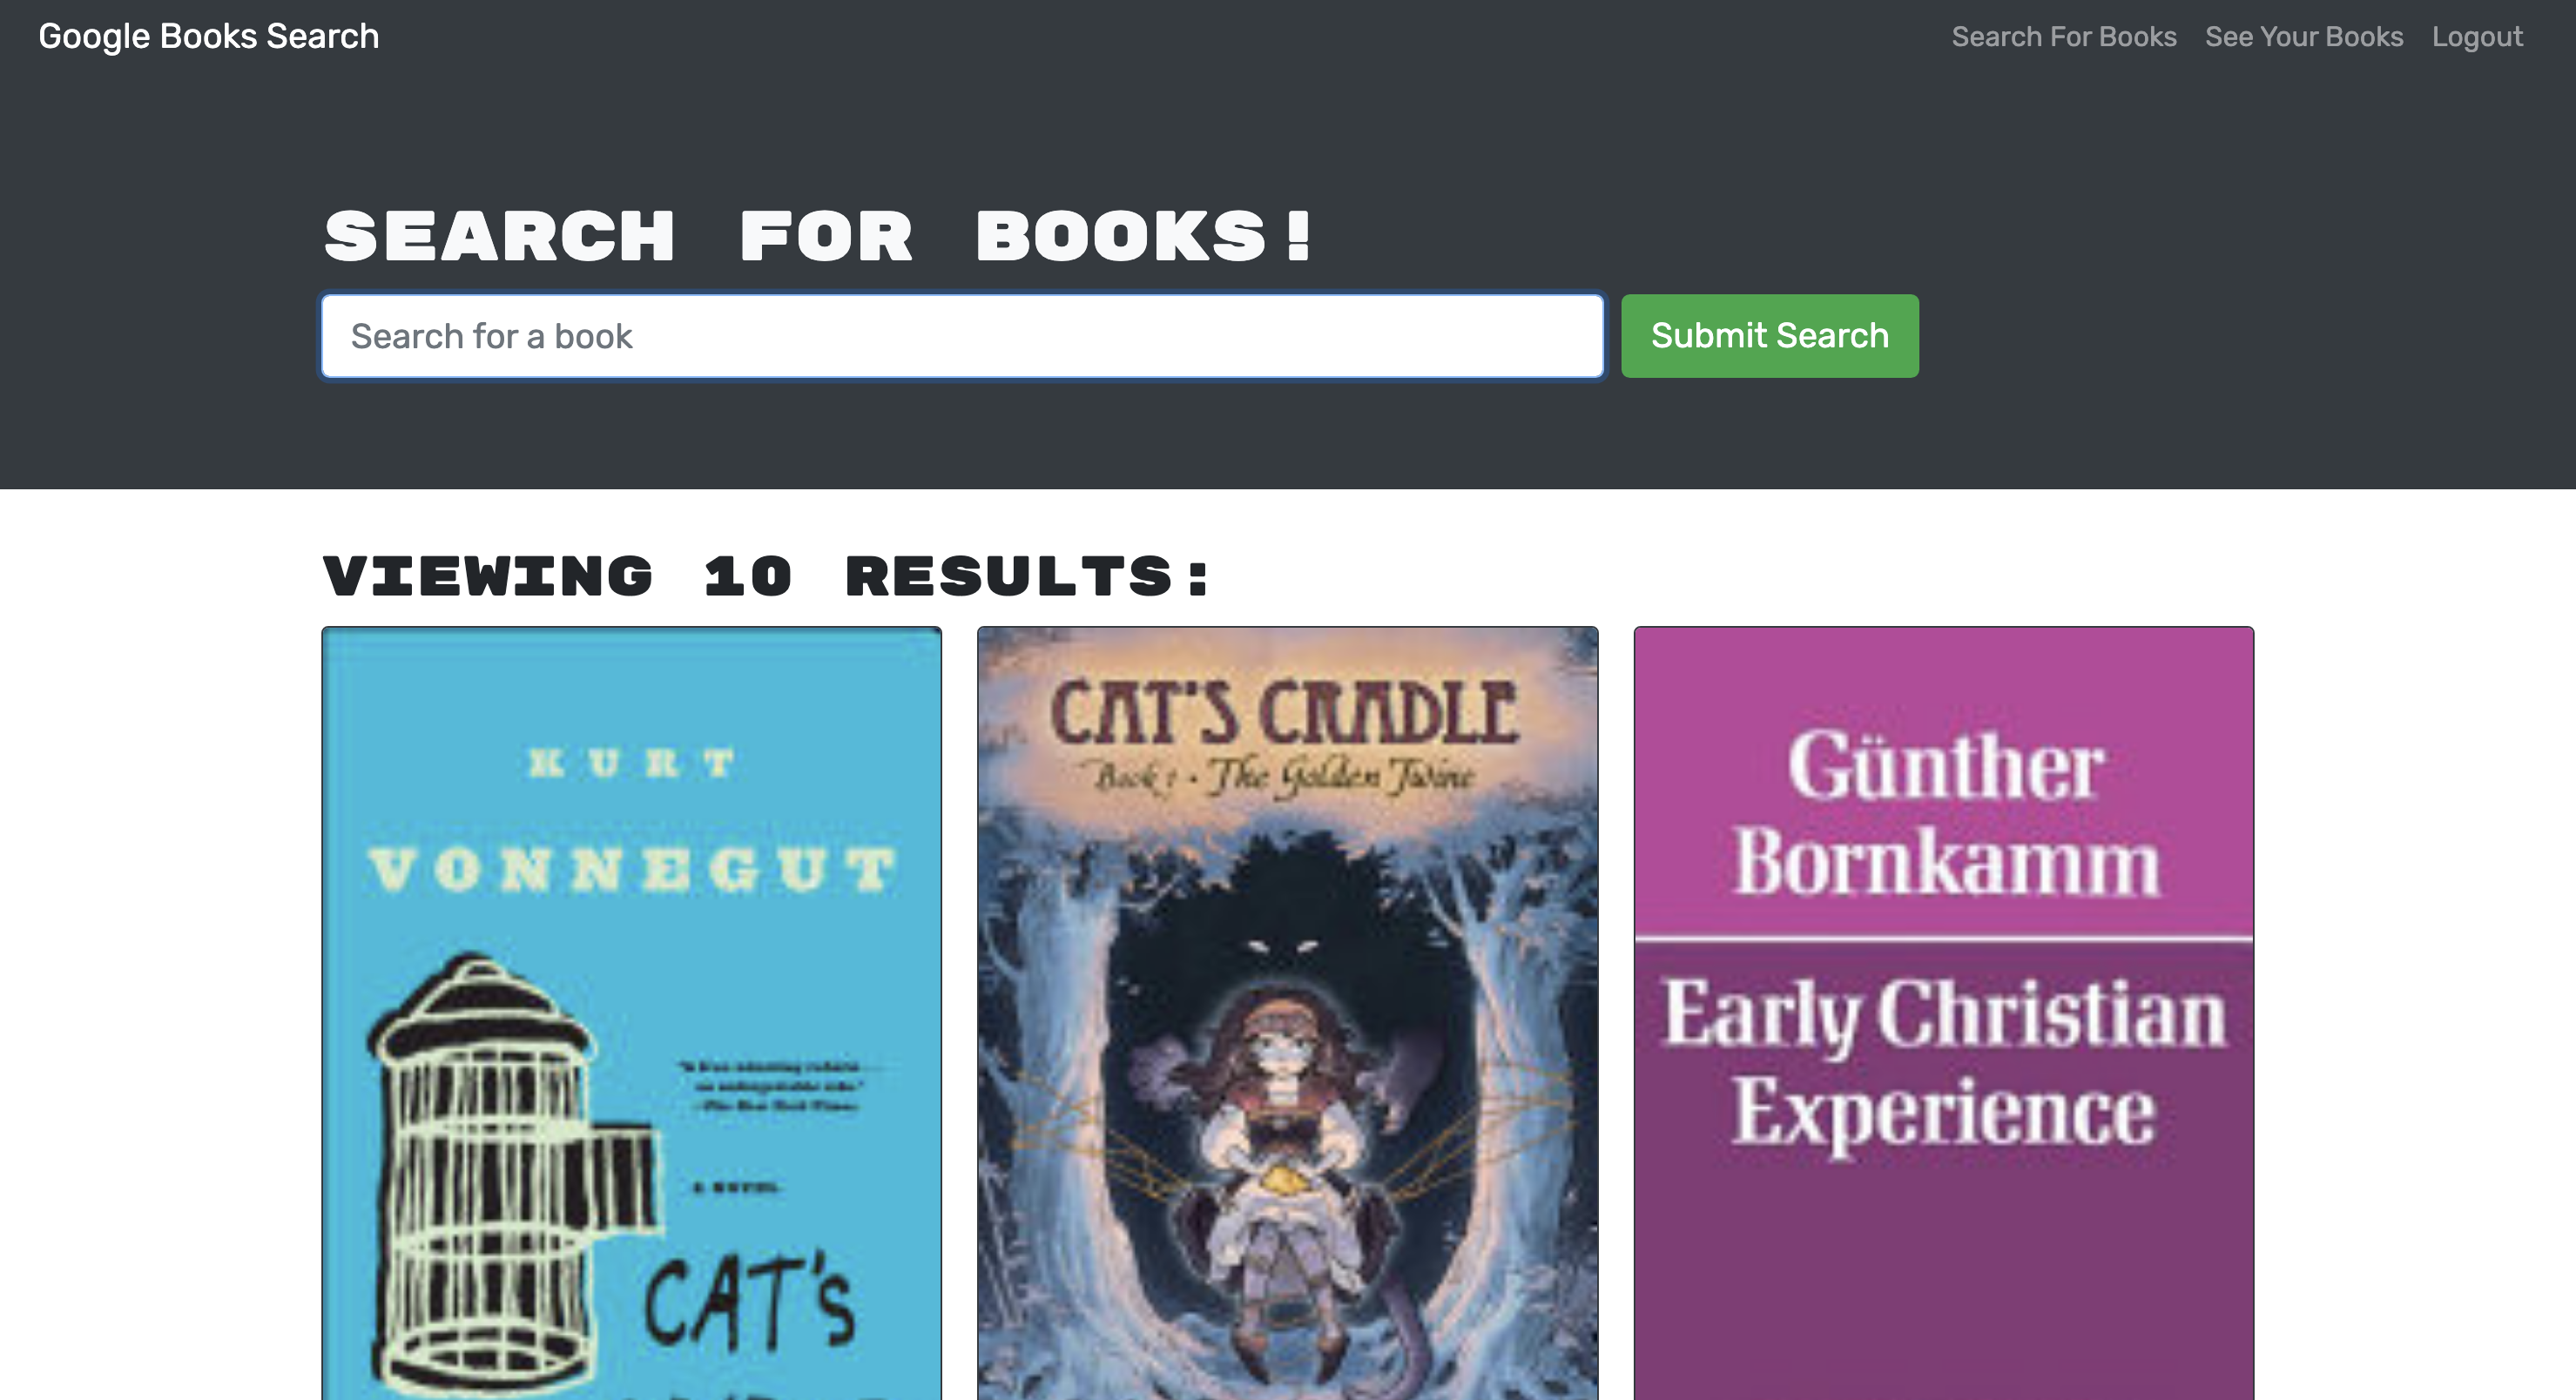 Google Books Search
Search For Books See Your Books Logout
SEARCH FOR BOOKS!
Search for a book
Submit Search
VIEWING 10 RESULTS:
KURT
VONNEGUT
A NOVEL
CAT'S
CAT'S CRADLE
Book 1 • The Golden Twine
Günther
Bornkamm
Early Christian
Experience